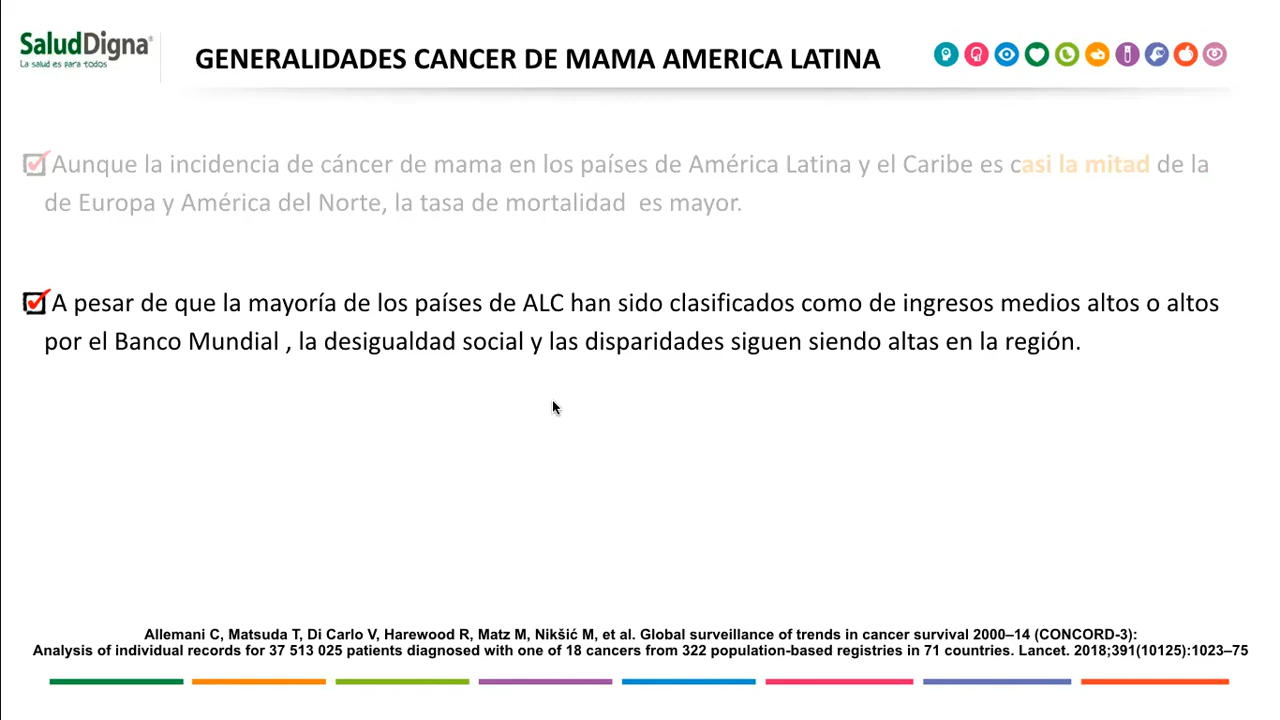 SaludDigna
La salud es para todos
GENERALIDADES CANCER DE MAMA AMERICA LATINA
Aunque la incidencia de cáncer de mama en los países de América Latina y el Caribe es casi la mitad de la
de Europa y América del Norte, la tasa de mortalidad es mayor.
A pesar de que la mayoría de los países de ALC han sido clasificados como de ingresos medios altos o altos
por el Banco Mundial , la desigualdad social y las disparidades siguen siendo altas en la región.
Allemani C, Matsuda T, Di Carlo V, Harewood R, Matz M, Nikšić M, et al. Global surveillance of trends in cancer survival 2000–14 (CONCORD-3):
Analysis of individual records for 37 513 025 patients diagnosed with one of 18 cancers from 322 population-based registries in 71 countries. Lancet. 2018;391(10125):1023–75